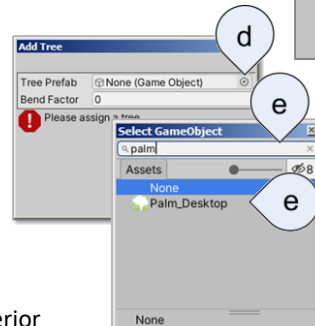 Add Tree
d
Tree Prefab None (Game Object)
Bend Factor 0
e
Please assign a tree
Select GameObject
palm
Assets 8
None
Palm_Desktop e
erior
None